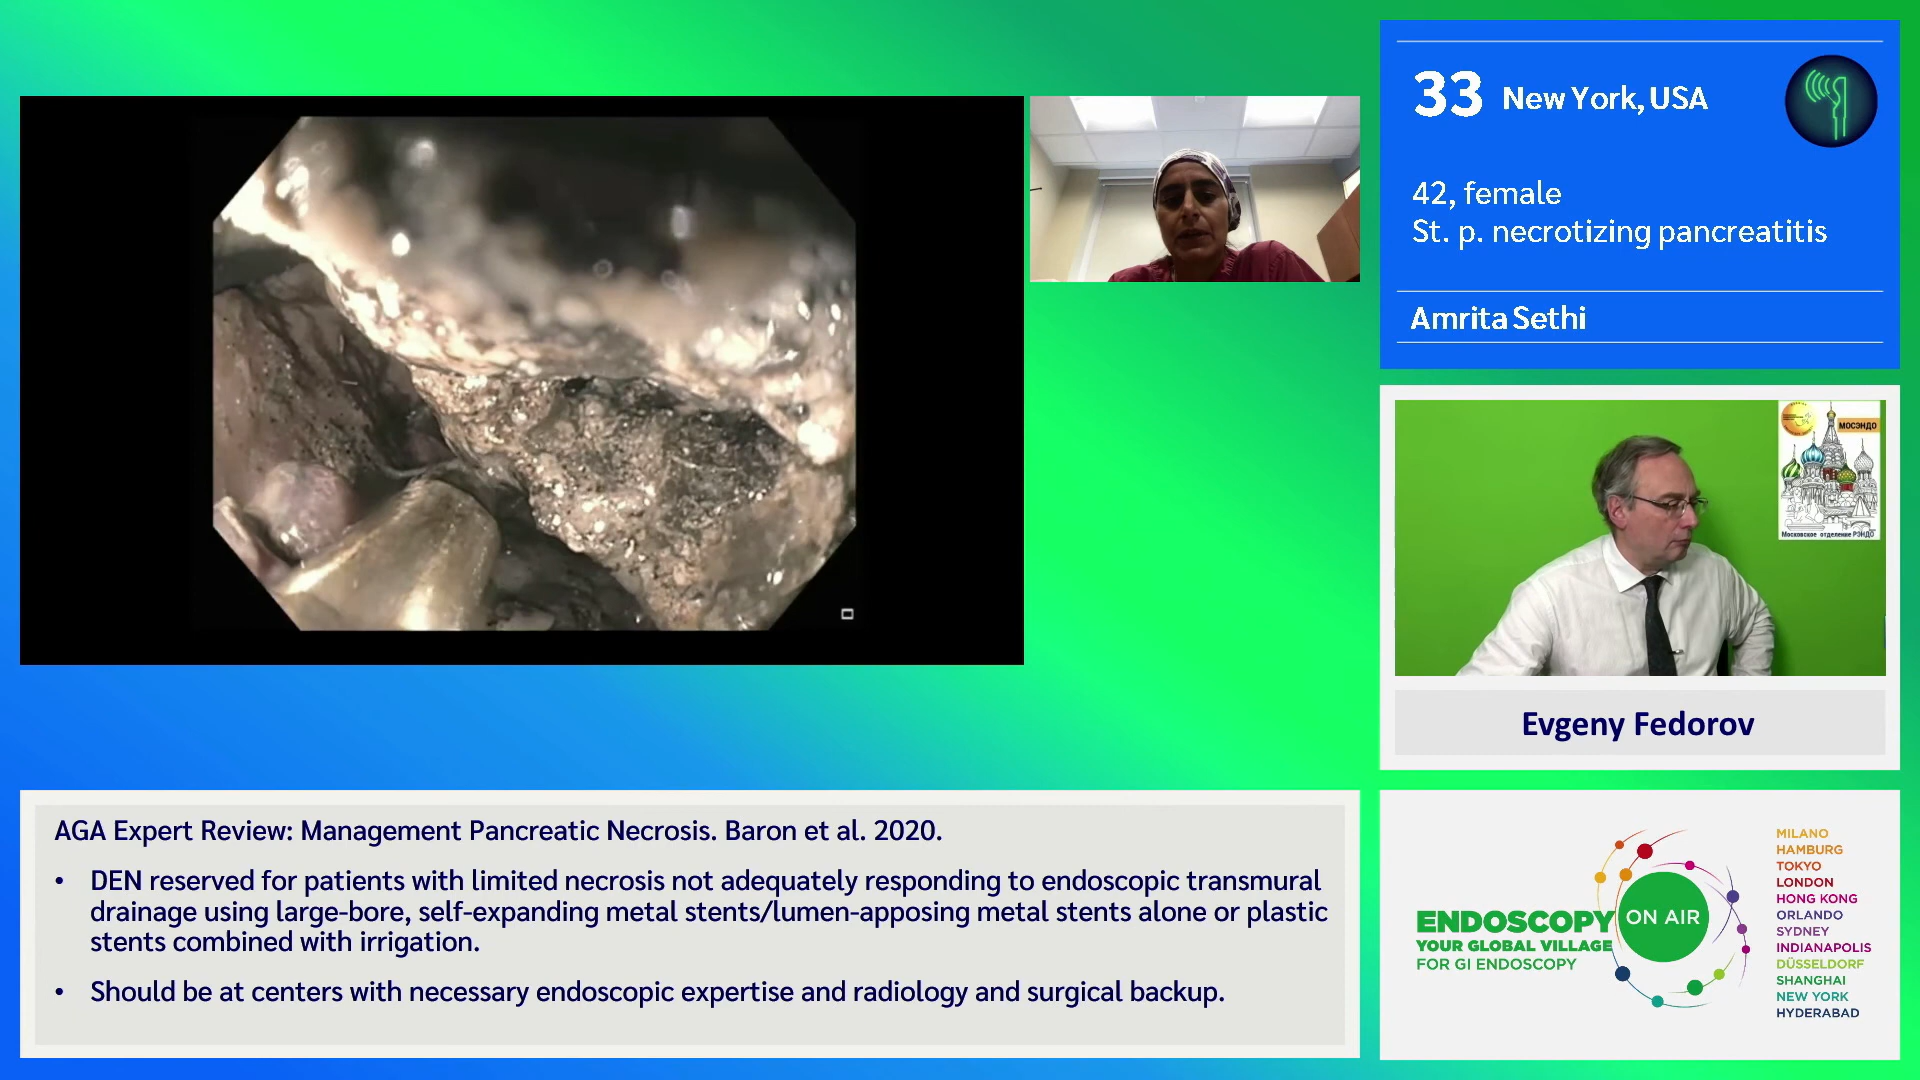 33 New York, USA
42, female
St. p. necrotizing pancreatitis
Amrita Sethi
МОСЭНДО
Московское отделение РЭНДО
Evgeny Fedorov
AGA Expert Review: Management Pancreatic Necrosis. Baron et al. 2020.
• DEN reserved for patients with limited necrosis not adequately responding to endoscopic transmural
drainage using large-bore, self-expanding metal stents/lumen-apposing metal stents alone or plastic
stents combined with irrigation.
• Should be at centers with necessary endoscopic expertise and radiology and surgical backup.
ENDOSCOPY ON AIR
YOUR GLOBAL VILLAGE
FOR GI ENDOSCOPY
MILANO
HAMBURG
TOKYO
LONDON
HONG KONG
ORLANDO
SYDNEY
INDIANAPOLIS
DÜSSELDORF
SHANGHAI
NEW YORK
HYDERABAD